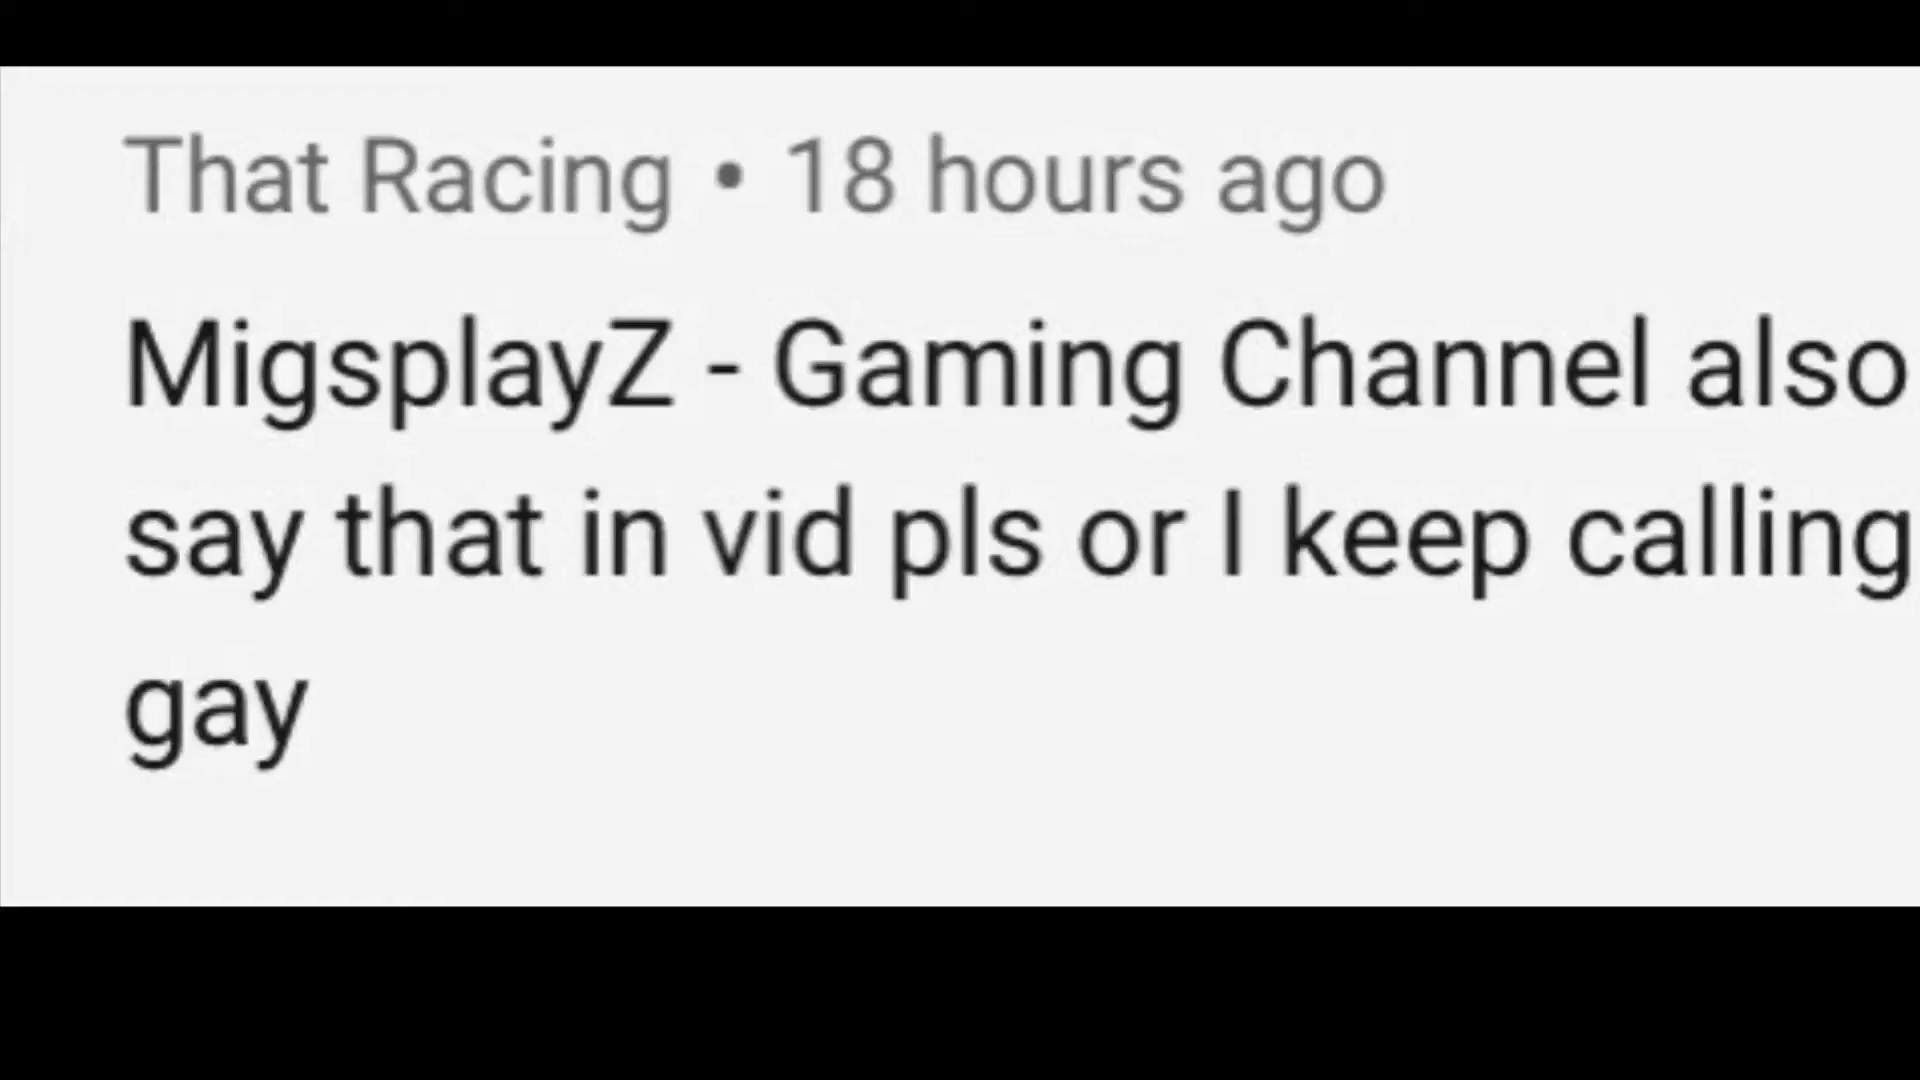 That Racing • 18 hours ago
MigsplayZ - Gaming Channel also
say that in vid pls or I keep calling
gay